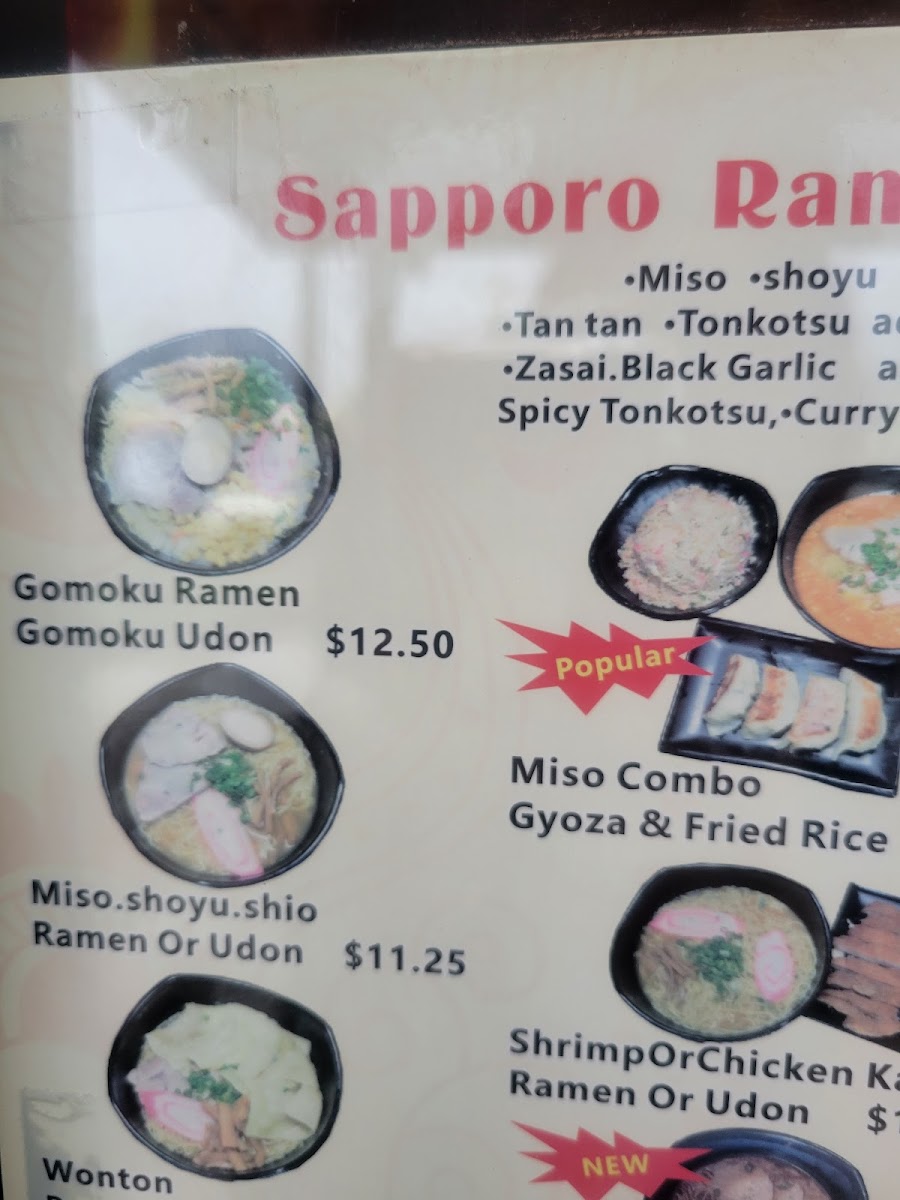 Sapporo Ran
•Miso •shoyu
•Tan tan •Tonkotsu a
•Zasai.Black Garlic a
Spicy Tonkotsu,•Curry
Gomoku Ramen
Gomoku Udon $12.50
Popular
Miso Combo
Gyoza & Fried Rice
Miso.shoyu.shio
Ramen Or Udon $11.25
ShrimpOrChicken Ka
Ramen Or Udon $1
NEW
Wonton